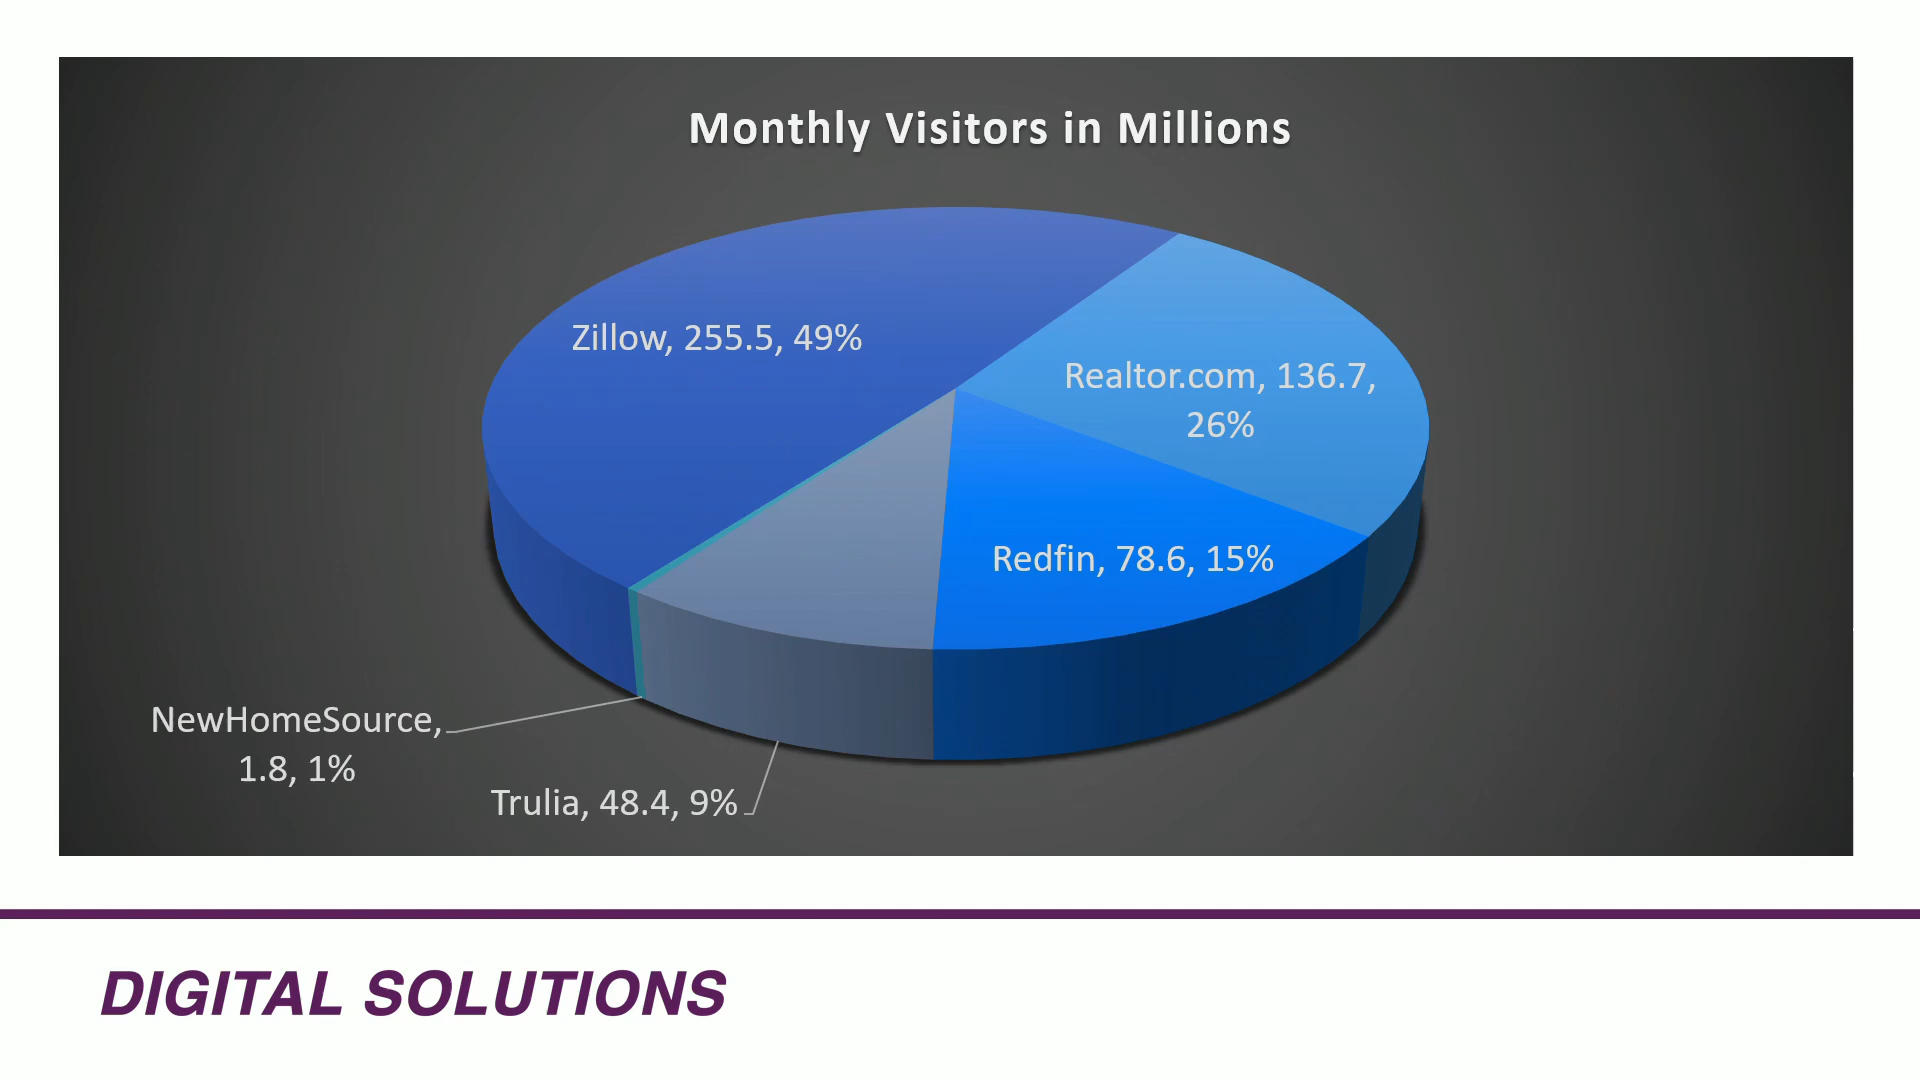 Monthly Visitors in Millions
Zillow, 255.5, 49%
Realtor.com, 136.7,
26%
Redfin, 78.6, 15%
NewHomeSource,
1.8, 1%
Trulia, 48.4, 9%
DIGITAL SOLUTIONS